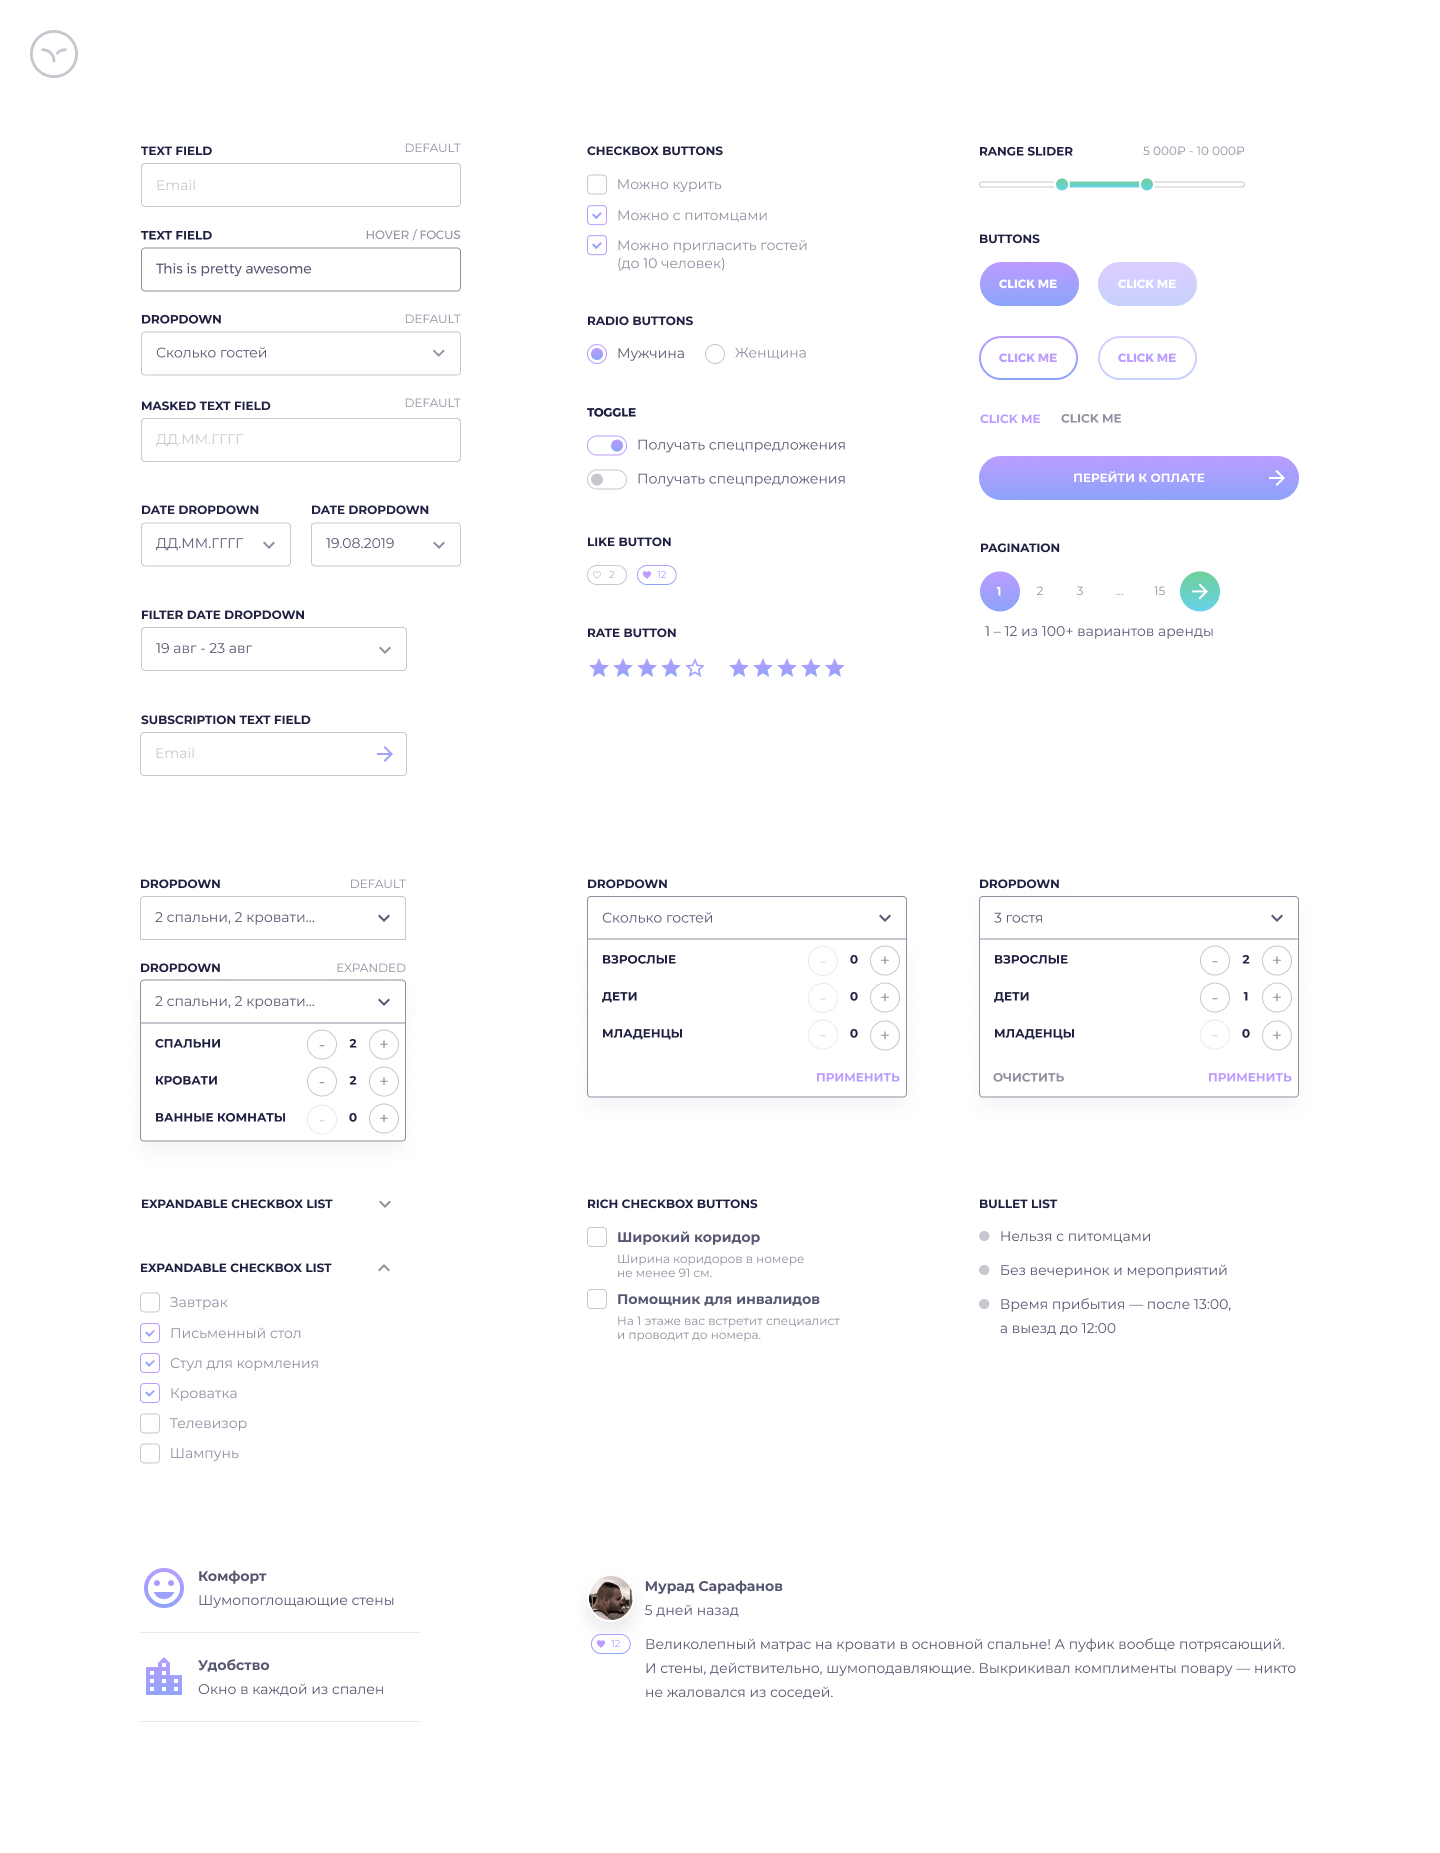 TEXT FIELD DEFAULT
Email
TEXT FIELD HOVER / FOCUS
This is pretty awesome
DROPDOWN DEFAULT
Сколько гостей
MASKED TEXT FIELD DEFAULT
ДД.ММ.ГГГГ
DATE DROPDOWN DATE DROPDOWN
ДД.ММ.ГГГГ 19.08.2019
FILTER DATE DROPDOWN
19 авг - 23 авг
SUBSCRIPTION TEXT FIELD
Email
CHECKBOX BUTTONS
Можно курить
Можно с питомцами
Можно пригласить гостей
(до 10 человек)
RADIO BUTTONS
Мужчина Женщина
TOGGLE
Получать спецпредложения
Получать спецпредложения
LIKE BUTTON
2 12
RATE BUTTON
RANGE SLIDER 5 000₽ - 10 000₽
BUTTONS
CLICK ME CLICK ME
CLICK ME CLICK ME
CLICK ME CLICK ME
ПЕРЕЙТИ К ОПЛАТЕ
PAGINATION
1 2 3 ... 15
1 – 12 из 100+ вариантов аренды
DROPDOWN DEFAULT
2 спальни, 2 кровати...
DROPDOWN EXPANDED
2 спальни, 2 кровати...
СПАЛЬНИ - 2 +
КРОВАТИ - 2 +
ВАННЫЕ КОМНАТЫ - 0 +
DROPDOWN
Сколько гостей
ВЗРОСЛЫЕ - 0 +
ДЕТИ - 0 +
МЛАДЕНЦЫ - 0 +
ПРИМЕНИТЬ
DROPDOWN
3 гостя
ВЗРОСЛЫЕ - 2 +
ДЕТИ - 1 +
МЛАДЕНЦЫ - 0 +
ОЧИСТИТЬ ПРИМЕНИТЬ
EXPANDABLE CHECKBOX LIST
EXPANDABLE CHECKBOX LIST
Завтрак
Письменный стол
Стул для кормления
Кроватка
Телевизор
Шампунь
RICH CHECKBOX BUTTONS
Широкий коридор
Ширина коридоров в номере
не менее 91 см.
Помощник для инвалидов
На 1 этаже вас встретит специалист
и проводит до номера.
BULLET LIST
Нельзя с питомцами
Без вечеринок и мероприятий
Время прибытия — после 13:00,
а выезд до 12:00
Комфорт
Шумопоглощающие стены
Удобство
Окно в каждой из спален
Мурад Сарафанов
5 дней назад
12
Великолепный матрас на кровати в основной спальне! А пуфик вообще потрясающий.
И стены, действительно, шумоподавляющие. Выкрикивал комплименты повару — никто
не жаловался из соседей.